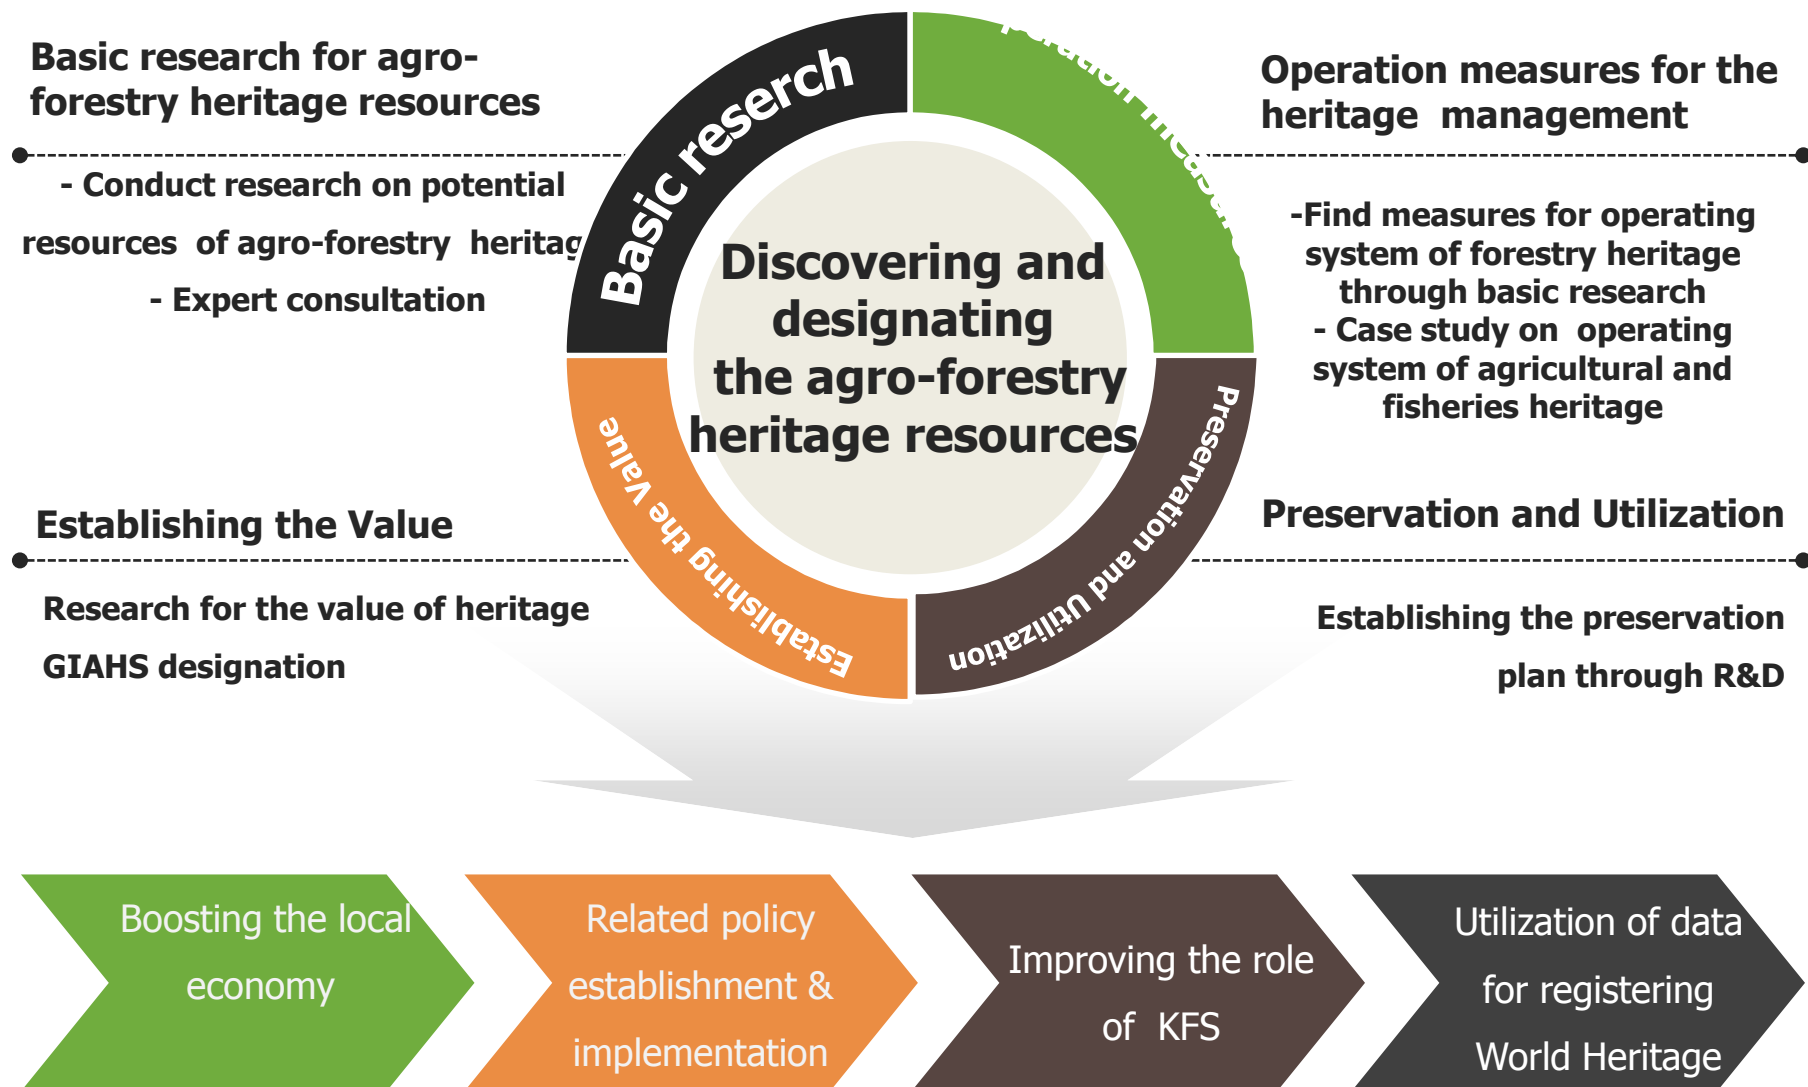 Basic research for agro-
forestry heritage resources
- Conduct research on potential
resources of agro-forestry heritag
- Expert consultation
Basic reserch
Operation measures for the
heritage management
-Find measures for operating
system of forestry heritage
through basic research
- Case study on operating
system of agricultural and
fisheries heritage
Discovering and
designating
the agro-forestry
heritage resources
Establishing the Value
Research for the value of heritage
GIAHS designation
Establishing the value
Preservation and Utilization
Preservation and Utilization
Establishing the preservation
plan through R&D
Boosting the local
economy
Related policy
establishment &
implementation
Improving the role
of KFS
Utilization of data
for registering
World Heritage